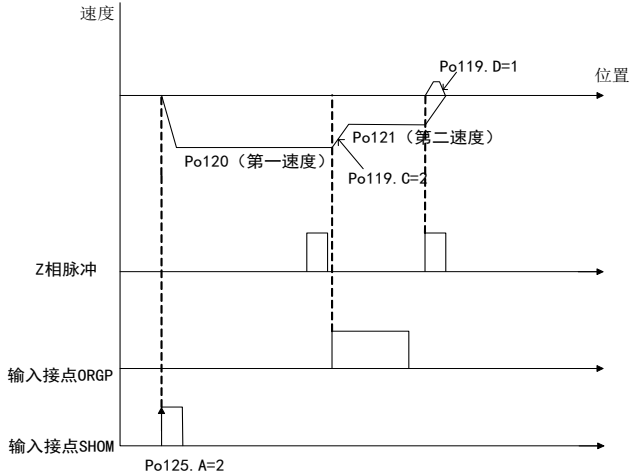 速度
Po119.D=1
位置
Po121（第二速度）
Po120（第一速度）
Po119.C=2
Z相脉冲
输入接点ORGP
输入接点SHOM
Po125.A=2